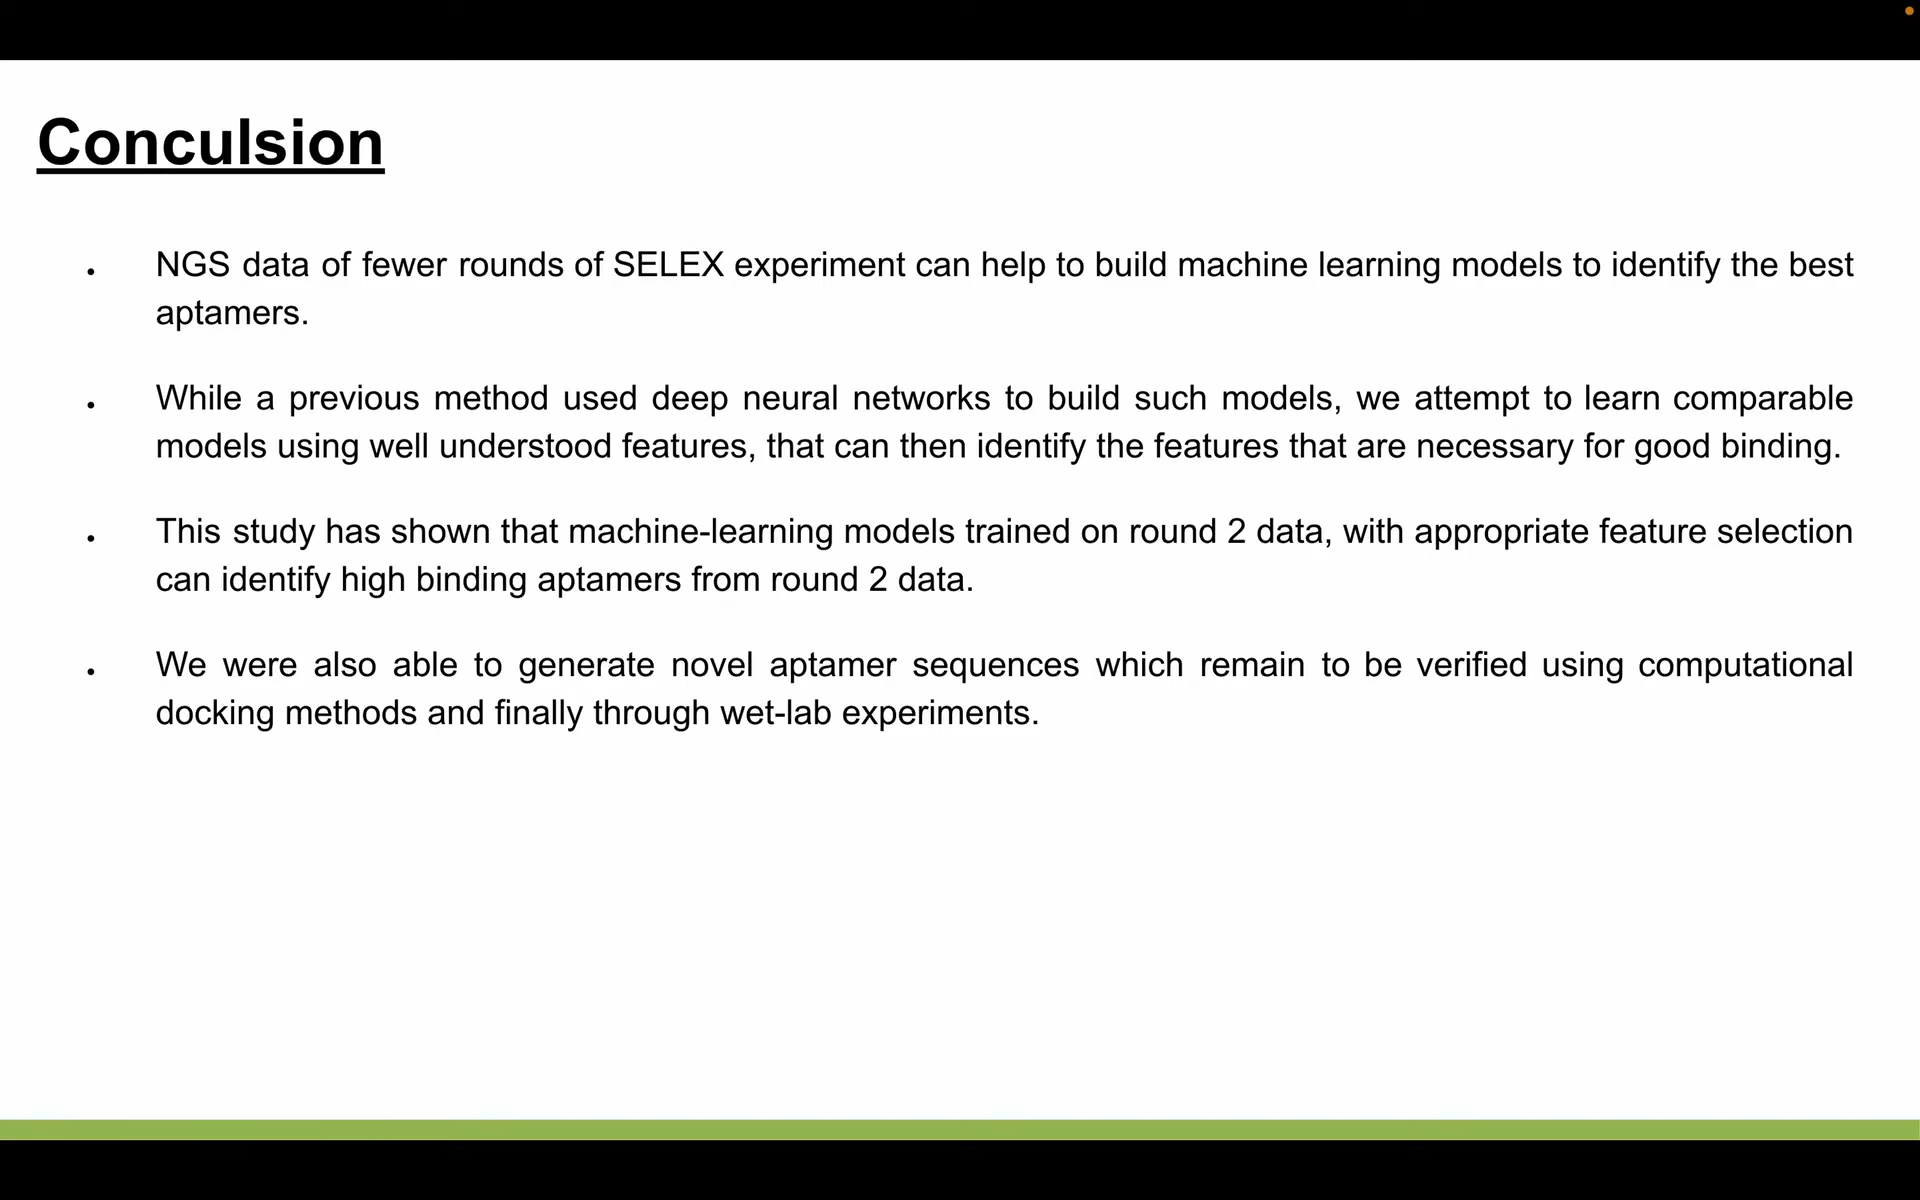 Conculsion
NGS data of fewer rounds of SELEX experiment can help to build machine learning models to identify the best
aptamers.
While a previous method used deep neural networks to build such models, we attempt to learn comparable
models using well understood features, that can then identify the features that are necessary for good binding.
This study has shown that machine-learning models trained on round 2 data, with appropriate feature selection
can identify high binding aptamers from round 2 data.
We were also able to generate novel aptamer sequences which remain to be verified using computational
docking methods and finally through wet-lab experiments.